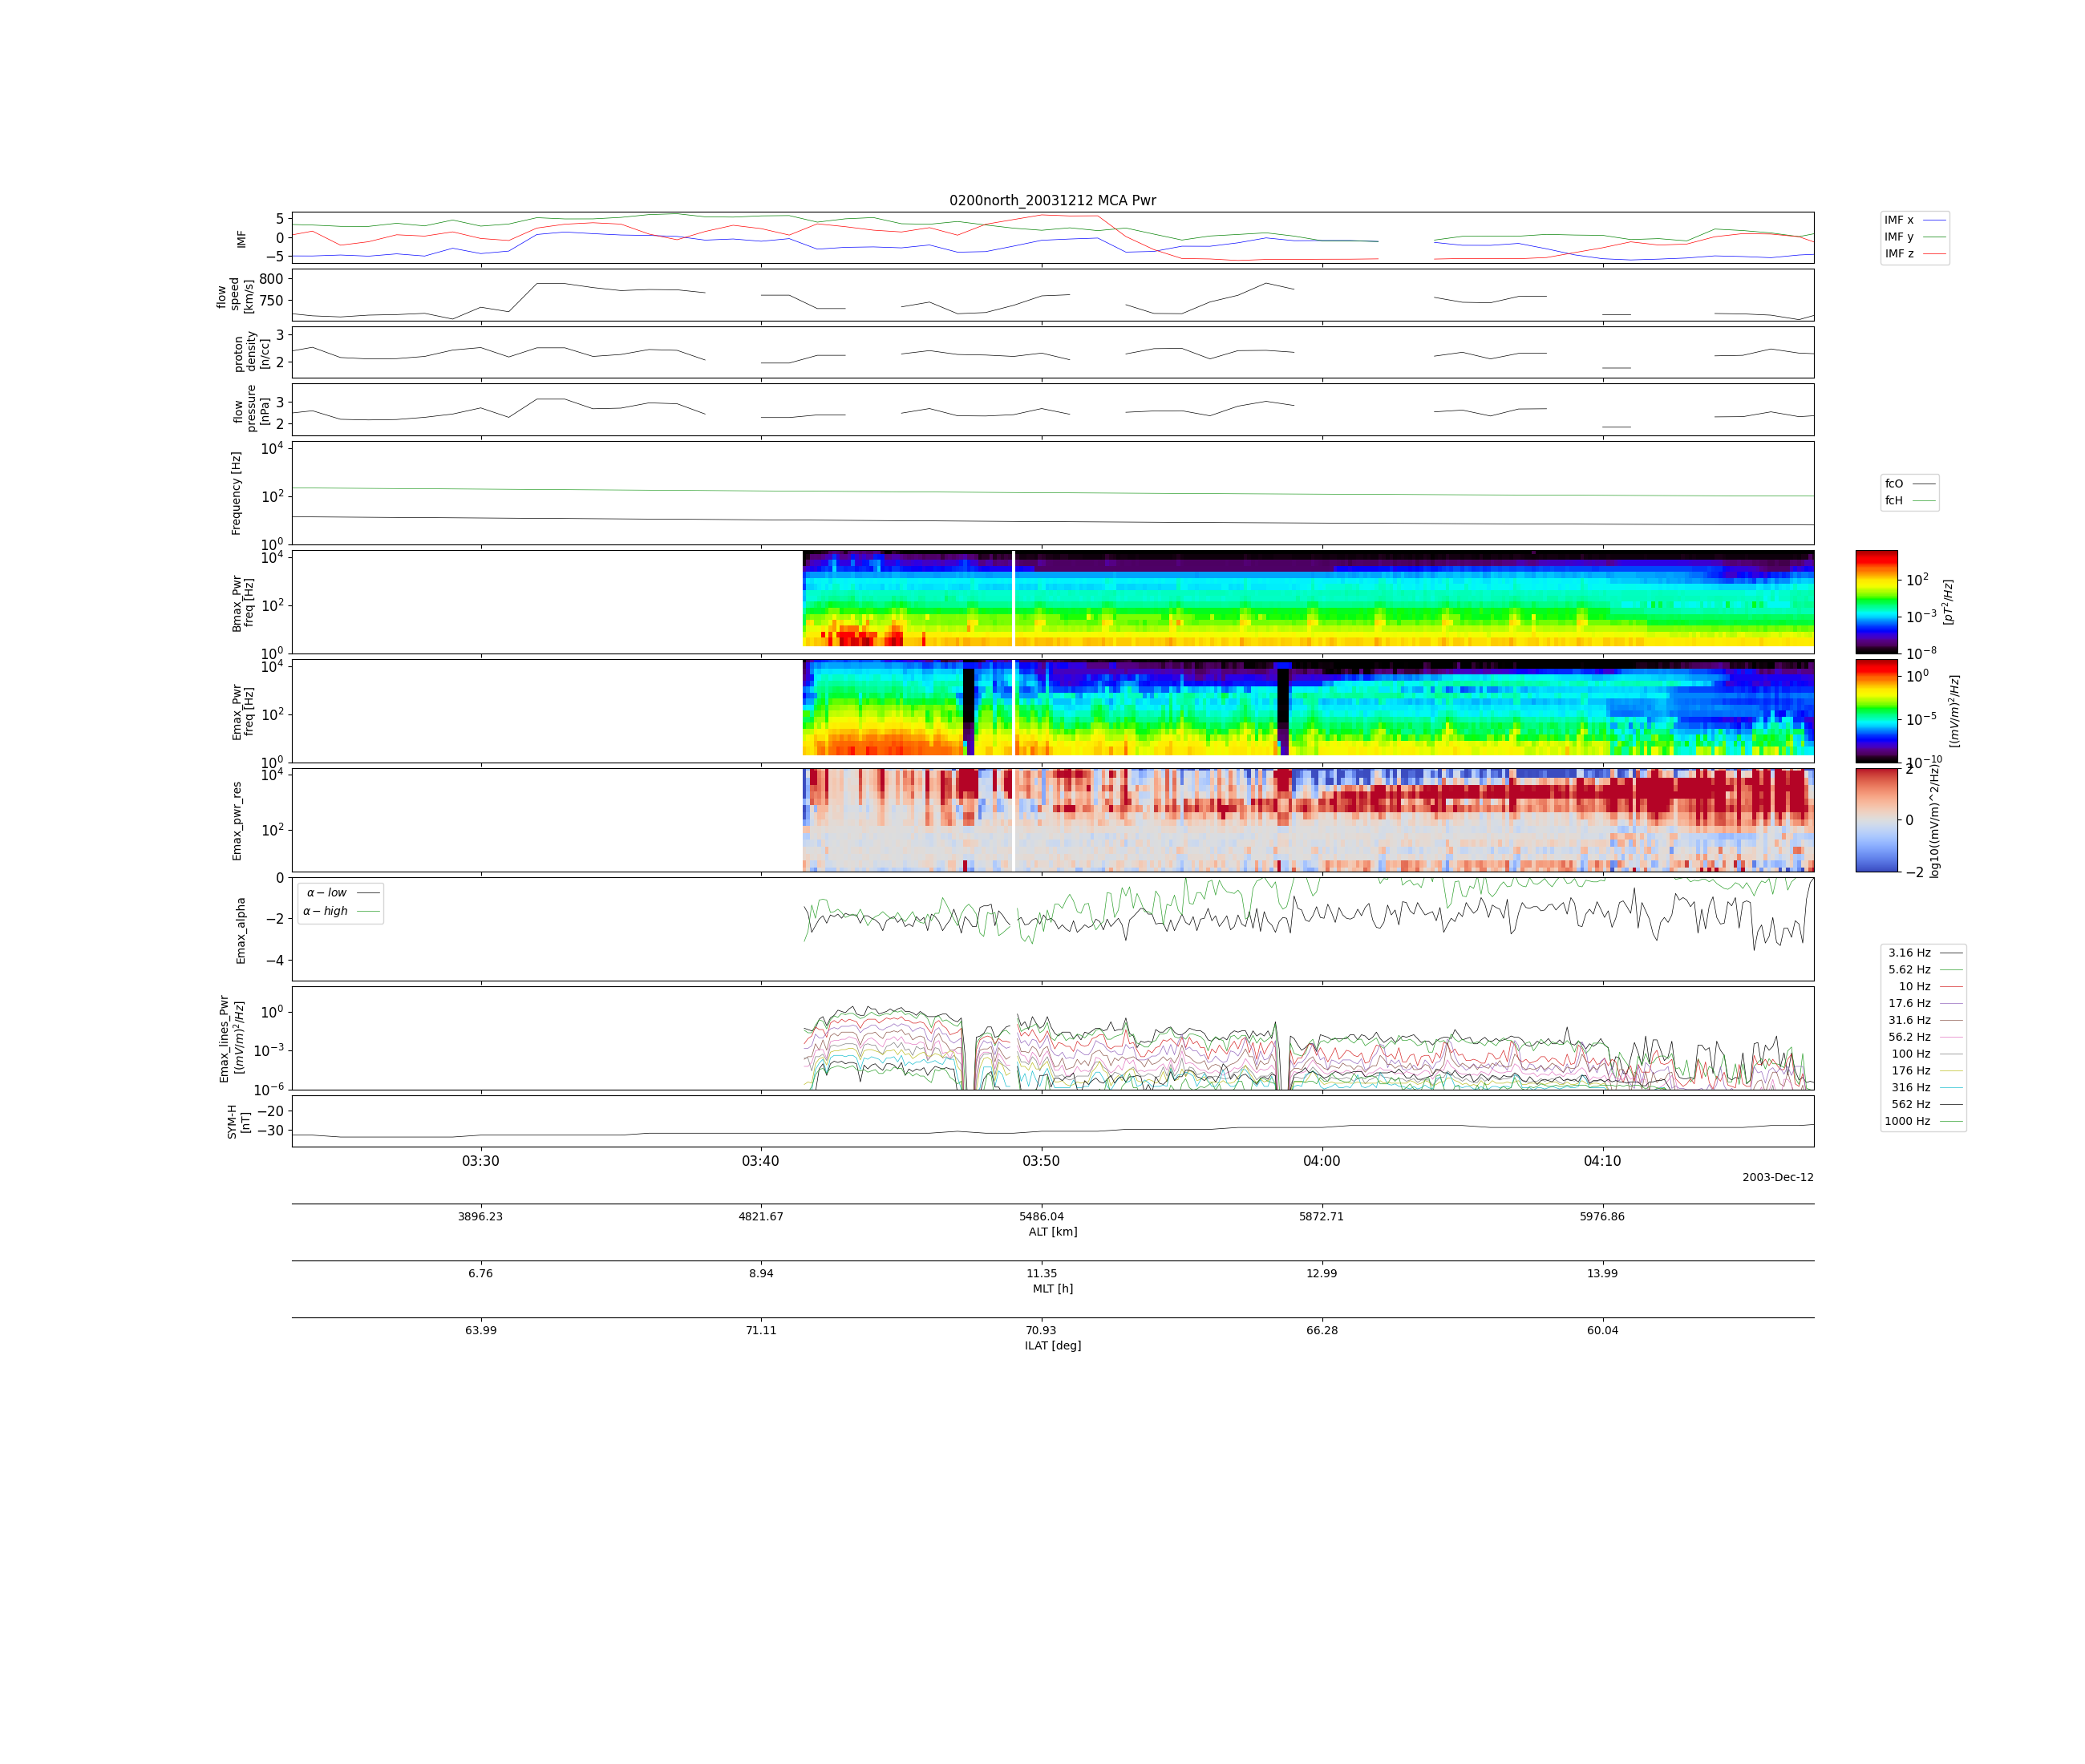 0200north_20031212 MCA Pwr
5
0
−5
IMF
IMF x
IMF y
IMF z
800
750
flow
speed
[km/s]
3
2
proton
density
[n/cc]
3
2
flow
pressure
[nPa]
10^4
10^2
10^0
Frequency [Hz]
fcO
fcH
10^4
10^2
10^0
Bmax_Pwr
freq [Hz]
10^2
10^−3
10^−8
[pT^2/Hz]
10^4
10^2
10^0
Emax_Pwr
freq [Hz]
10^0
10^−5
10^−10
[(mV/m)^2/Hz]
10^4
10^2
Emax_pwr_res
2
0
−2
log10((mV/m)^2/Hz)
0
−2
−4
Emax_alpha
α − low
α − high
10^0
10^−3
10^−6
Emax_lines_Pwr
[(mV/m)^2/Hz]
3.16 Hz
5.62 Hz
10 Hz
17.6 Hz
31.6 Hz
56.2 Hz
100 Hz
176 Hz
316 Hz
562 Hz
1000 Hz
−20
−30
SYM-H
[nT]
03:30 03:40 03:50 04:00 04:10
2003-Dec-12
3896.23 4821.67 5486.04 5872.71 5976.86
ALT [km]
6.76 8.94 11.35 12.99 13.99
MLT [h]
63.99 71.11 70.93 66.28 60.04
ILAT [deg]